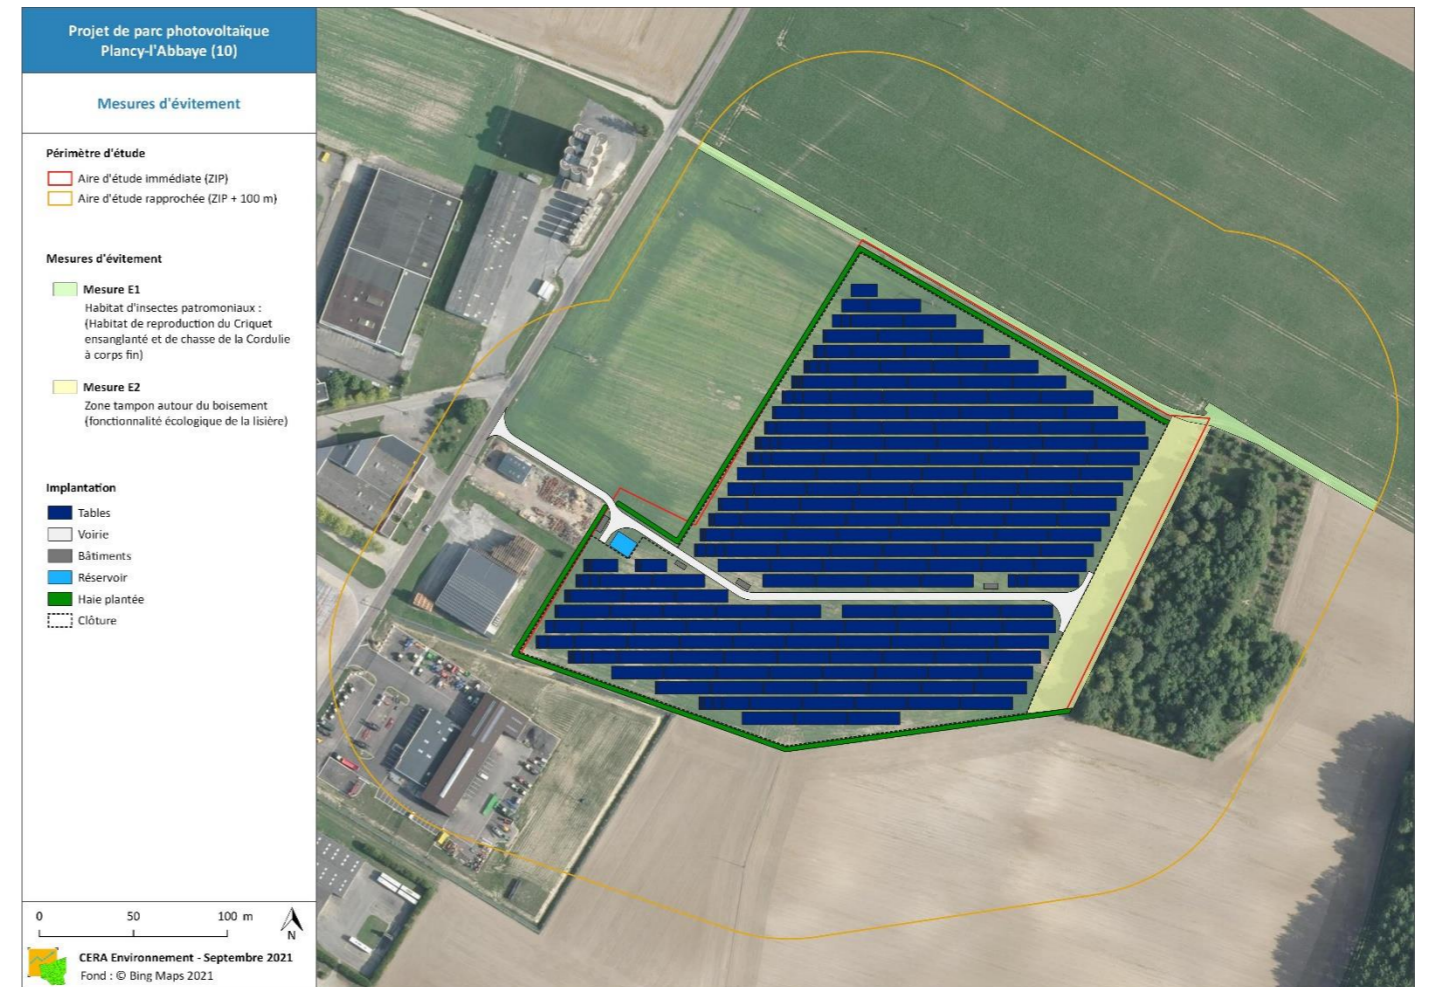 Projet de parc photovoltaïque
Plancy-l'Abbaye (10)
Mesures d'évitement
Périmètre d'étude
Aire d'étude immédiate (ZIP)
Aire d'étude rapprochée (ZIP + 100 m)
Mesures d'évitement
Mesure E1
Habitat d'insectes patromoniaux :
(Habitat de reproduction du Criquet
ensanglanté et de chasse de la Cordulie
à corps fin)
Mesure E2
Zone tampon autour du boisement
(fonctionalité écologique de la lisière)
Implantation
Tables
Voirie
Bâtiments
Réservoir
Haie plantée
Clôture
0 50 100 m
N
CERA Environnement - Septembre 2021
Fond : © Bing Maps 2021